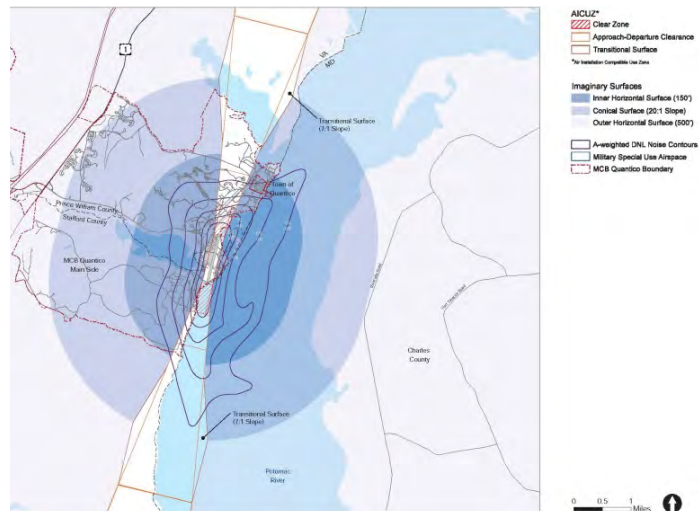 1
VA
MD
Transitional Surface
(7:1 Slope)
Town of
Quantico
Prince William County
Stafford County
MCB Quantico
Main Side
Charles
County
Transitional Surface
(7:1 Slope)
Potomac
River
AICUZ*
Clear Zone
Approach-Departure Clearance
Transitional Surface
*Air Installation Compatible Use Zone
Imaginary Surfaces
Inner Horizontal Surface (150')
Conical Surface (20:1 Slope)
Outer Horizontal Surface (500')
A-weighted DNL Noise Contours
Military Special Use Airspace
MCB Quantico Boundary
0 0.5 1
Miles